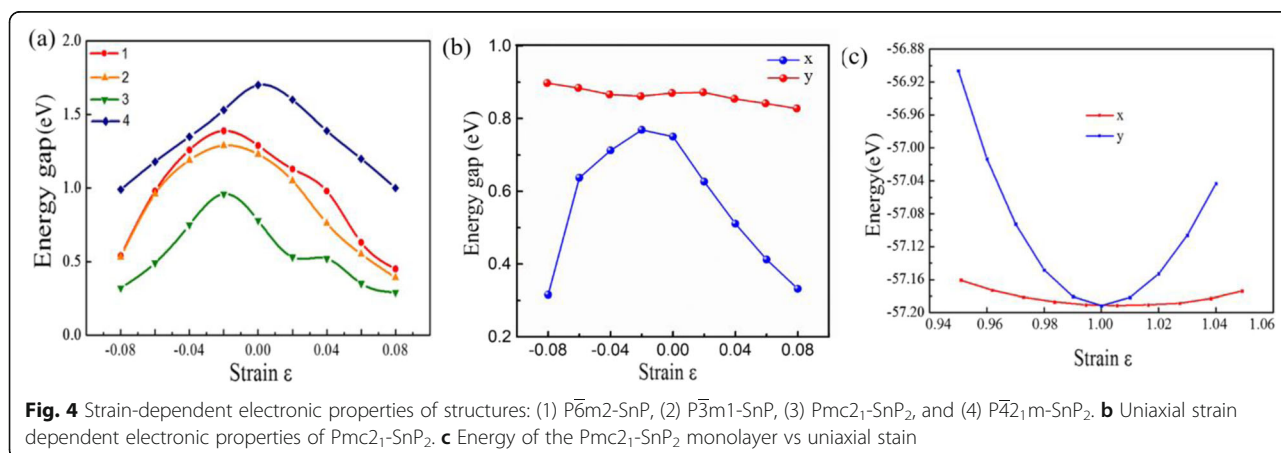 (a)
2.0
1.5
1.0
0.5
0.0
Energy gap(eV)
1
2
3
4
-0.08
-0.04
0.00
0.04
0.08
Strain ε
(b)
1.0
0.8
0.6
0.4
0.2
Energy gap (eV)
x
y
-0.08
-0.04
0.00
0.04
0.08
Strain ε
(c)
-56.88
-56.92
-56.96
-57.00
-57.04
-57.08
-57.12
-57.16
-57.20
Energy(eV)
x
y
0.94
0.96
0.98
1.00
1.02
1.04
1.06
Strain ε
Fig. 4 Strain-dependent electronic properties of structures: (1) P6̅m2-SnP, (2) P3̅m1-SnP, (3) Pmc2₁-SnP₂, and (4) P4̅2₁m-SnP₂. b Uniaxial strain
dependent electronic properties of Pmc2₁-SnP₂. c Energy of the Pmc2₁-SnP₂ monolayer vs uniaxial stain